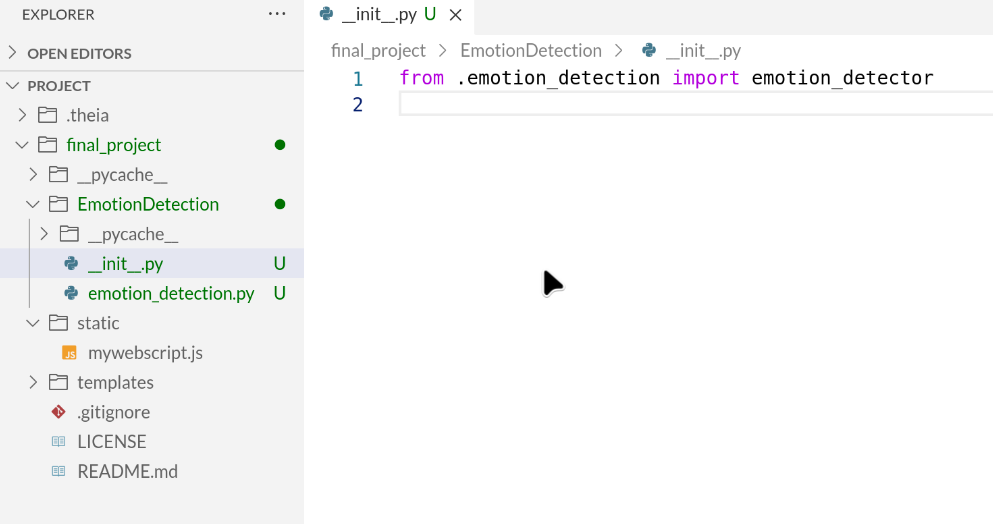 EXPLORER ...
OPEN EDITORS
PROJECT
.theia
final_project
__pycache__
EmotionDetection
__pycache__
__init__.py U
emotion_detection.py U
static
JS mywebscript.js
templates
.gitignore
LICENSE
README.md
__init__.py U
final_project > EmotionDetection > __init__.py
1 from .emotion_detection import emotion_detector
2